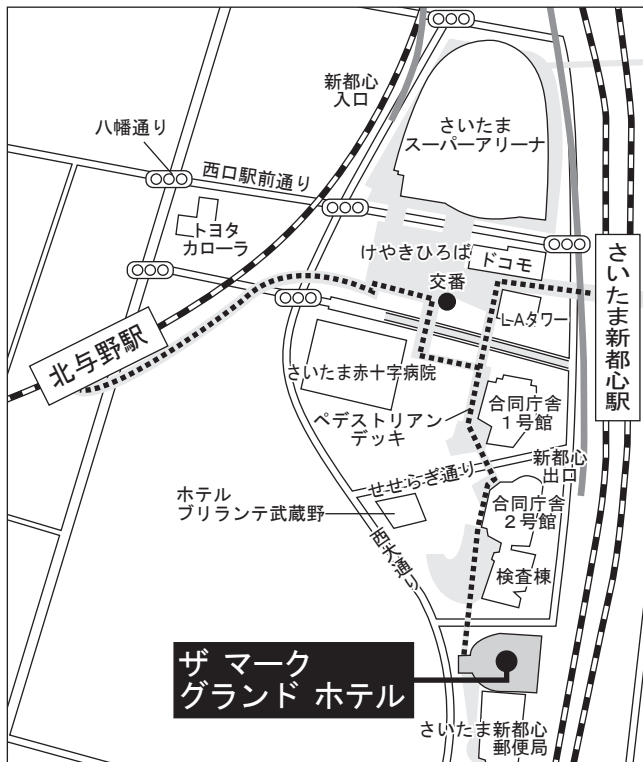 新都心
入口
さいたま
スーパーアリーナ
八幡通り
西口駅前通り
トヨタ
カローラ
けやきひろば
ドコモ
交番
L-Aタワー
さいたま新都心駅
北与野駅
さいたま赤十字病院
合同庁舎
1号館
ペデストリアン
デッキ
新都心
出口
せせらぎ通り
ホテル
ブリランテ武蔵野
合同庁舎
2号館
西大通り
検査棟
ザ マーク
グランド ホテル
さいたま新都心
郵便局